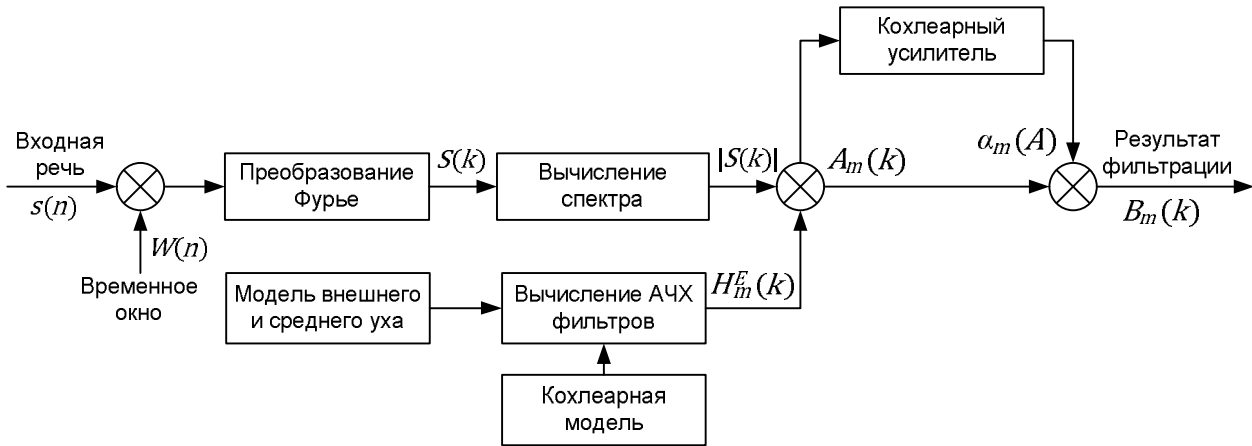 Кохлеарный
усилитель
Входная
речь
s(n)
W(n)
Временное
окно
Преобразование
Фурье
S(k)
Вычисление
спектра
|S(k)|
A_m(k)
α_m(A)
Результат
фильтрации
B_m(k)
Модель внешнего
и среднего уха
Вычисление АЧХ
фильтров
H_m^E(k)
Кохлеарная
модель